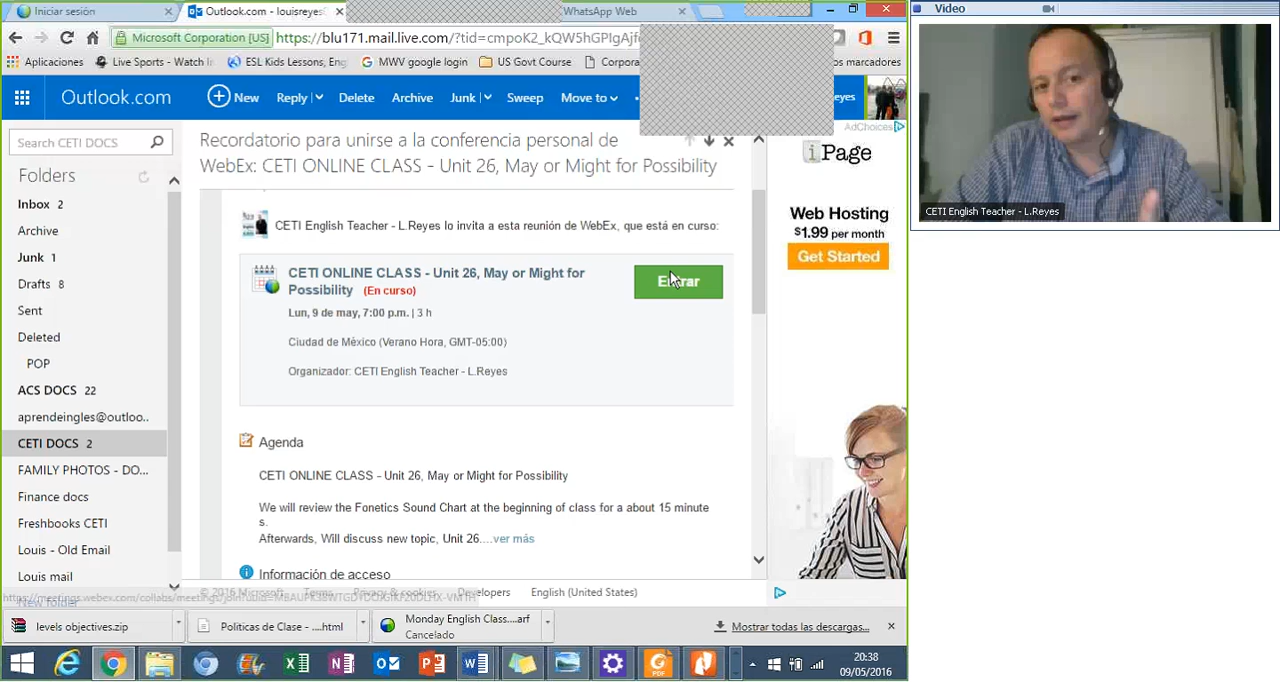 Iniciar sesión
Outlook.com - louisreyes
WhatsApp Web
Microsoft Corporation [US]
Aplicaciones
Live Sports - Watch
ESL Kids Lessons, Eng
MWV google login
US Govt Course
Corpora
os marcadores
Outlook.com
New
Reply
Delete
Archive
Junk
Sweep
Move to
eyes
AdChoices
Search CETI DOCS
Folders
Inbox 2
Archive
Junk 1
Drafts 8
Sent
Deleted
POP
ACS DOCS 22
aprendeingles@outloo..
CETI DOCS 2
FAMILY PHOTOS - DO...
Finance docs
Freshbooks CETI
Louis - Old Email
Louis mail
New folder
Recordatorio para unirse a la conferencia personal de
WebEx: CETI ONLINE CLASS - Unit 26, May or Might for Possibility
CETI English Teacher - L.Reyes lo invita a esta reunión de WebEx, que está en curso:
CETI ONLINE CLASS - Unit 26, May or Might for
Possibility (En curso)
Entrar
Lun, 9 de may, 7:00 p.m. | 3 h
Ciudad de México (Verano Hora, GMT-05:00)
Organizador: CETI English Teacher - L.Reyes
Agenda
CETI ONLINE CLASS - Unit 26, May or Might for Possibility
We will review the Fonetics Sound Chart at the beginning of class for a about 15 minute
s.
Afterwards, Will discuss new topic, Unit 26....ver más
Información de acceso
© 2016 Microsoft Terms Privacy & cookies Developers English (United States)
iPage
Web Hosting
$1.99 per month
Get Started
Video
CETI English Teacher - L.Reyes
levels objectives.zip
Politicas de Clase - ....html
Monday English Class....arf
Cancelado
Mostrar todas las descargas...
20:38
09/05/2016